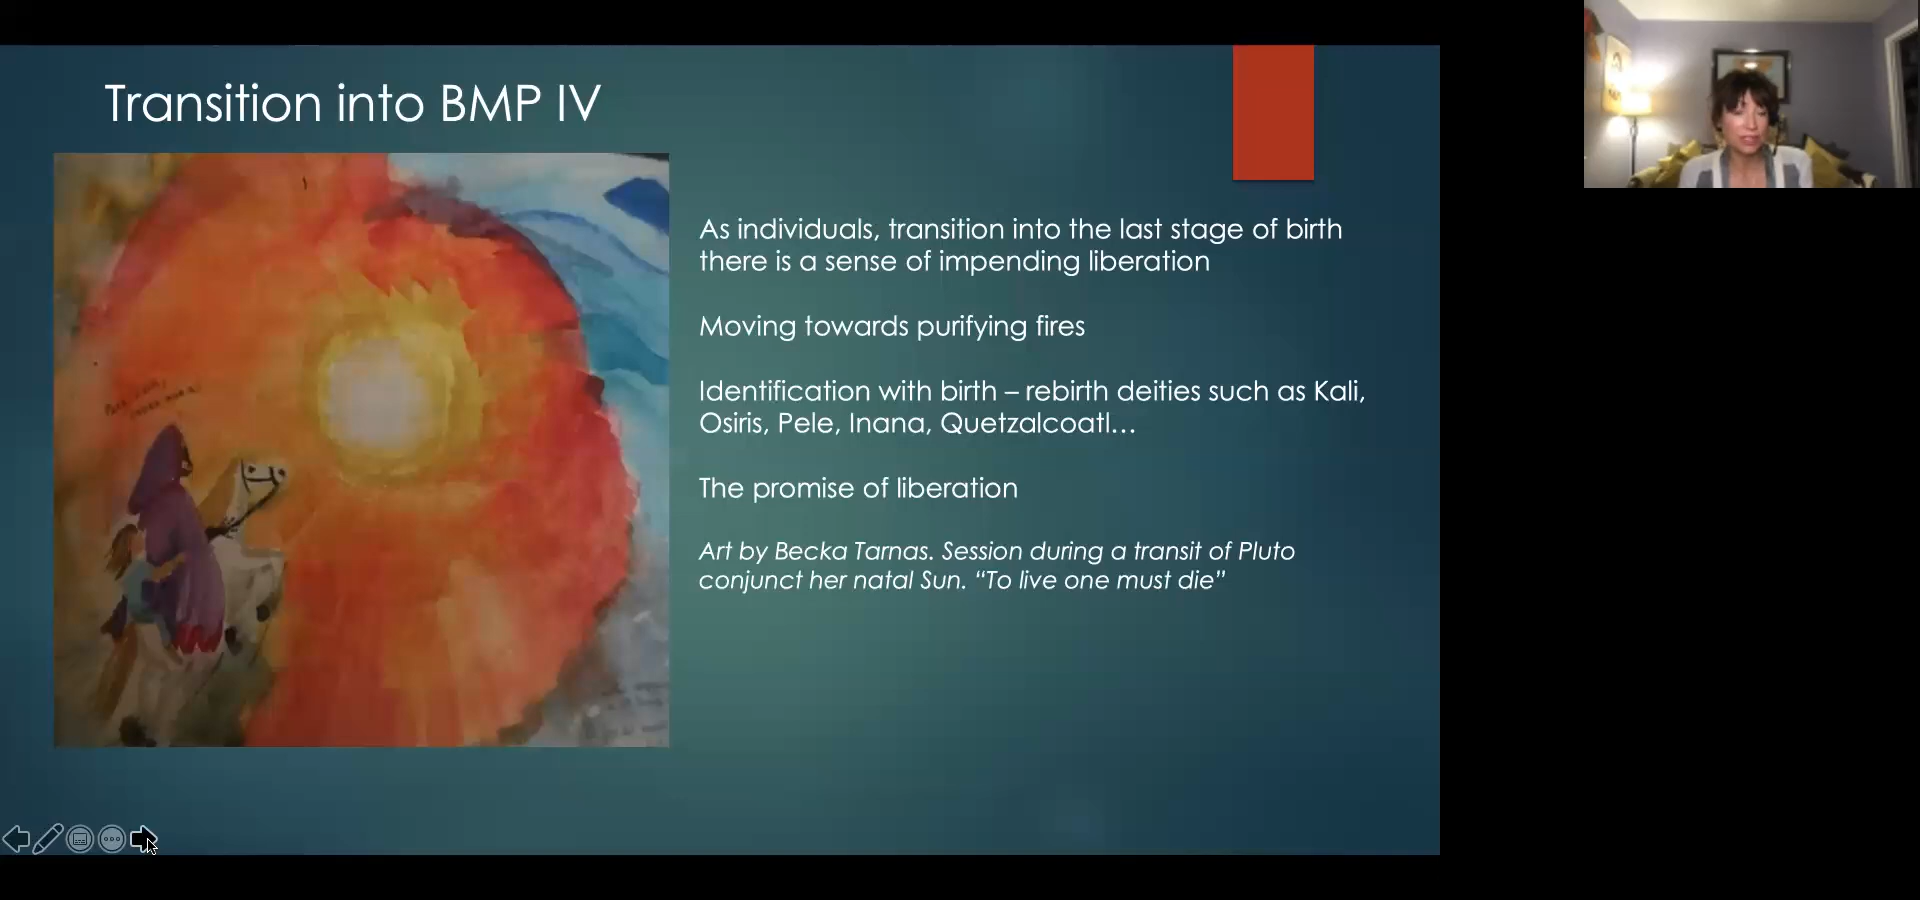 Transition into BMP IV
As individuals, transition into the last stage of birth
there is a sense of impending liberation
Moving towards purifying fires
Identification with birth – rebirth deities such as Kali,
Osiris, Pele, Inana, Quetzalcoatl…
The promise of liberation
Art by Becka Tarnas. Session during a transit of Pluto
conjunct her natal Sun. “To live one must die”